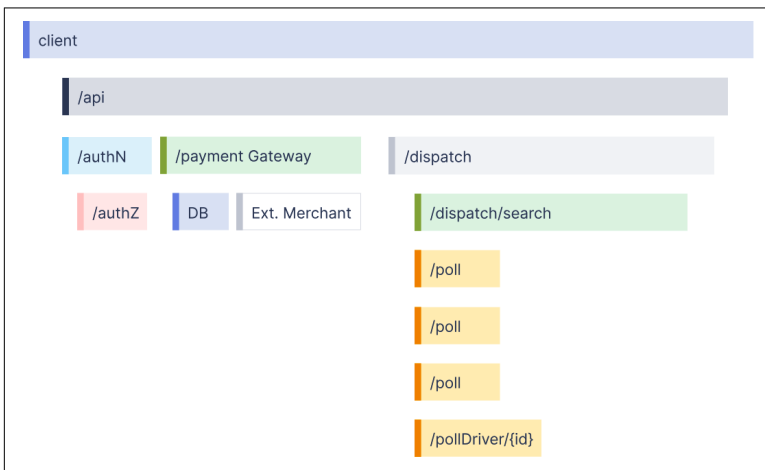 client
/api
/authN
/payment Gateway
/dispatch
/authZ
DB
Ext. Merchant
/dispatch/search
/poll
/poll
/poll
/pollDriver/{id}